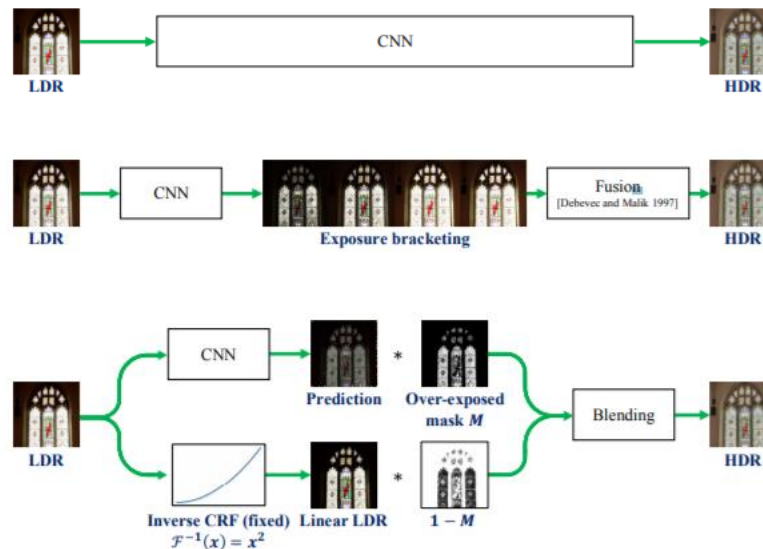 CNN
LDR
HDR
CNN
Fusion
[Debevec and Malik 1997]
LDR
Exposure bracketing
HDR
CNN
Prediction
*
Over-exposed
mask M
Blending
LDR
HDR
*
Inverse CRF (fixed)
Linear LDR
1 − M
ℱ⁻¹(x) = x²